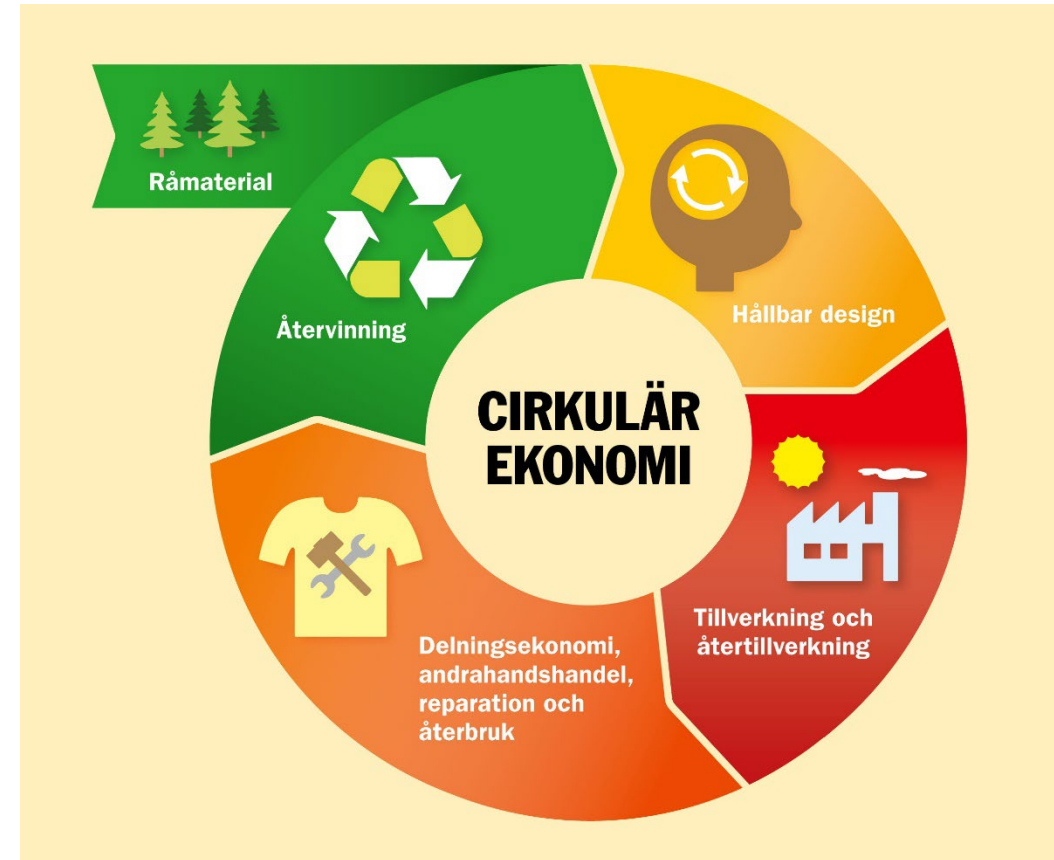 Råmaterial
Återvinning
Hållbar design
CIRKULÄR
EKONOMI
Tillverkning och
återtillverkning
Delningsekonomi,
andrahandshandel,
reparation och
återbruk